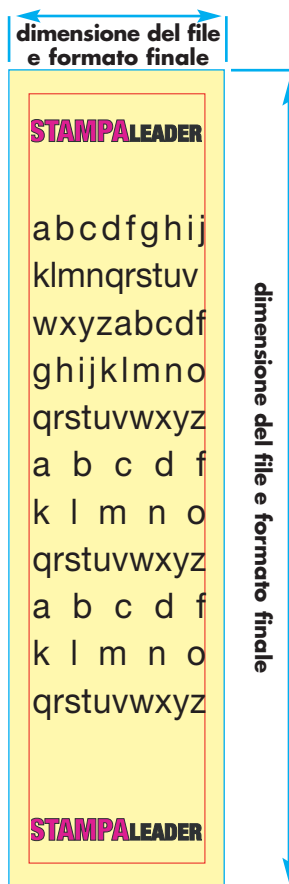 dimensione del file
e formato finale
STAMPALEADER
abcdfghij
klmnqrstuv
wxyzabcdf
ghijklmno
qrstuvwxyz
a b c d f
k l m n o
qrstuvwxyz
a b c d f
k l m n o
qrstuvwxyz
STAMPALEADER
dimensione del file e formato finale